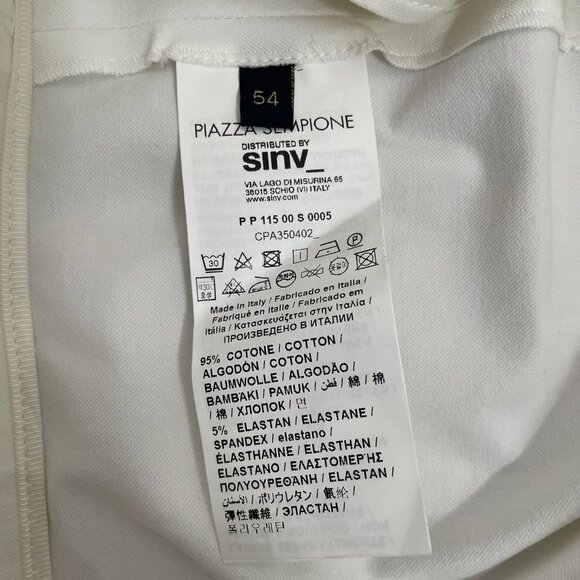 54
PIAZZA SEMPIONE
DISTRIBUTED BY
sinv_
VIA LAGO DI MISURINA 65
36015 SCHIO (VI) ITALY
www.sinv.com
P P 115 00 S 0005
CPA350402_
30
Made in Italy / Fabricado en Italia /
Fabriqué en Italie / Fabricado em
Itália / Κατασκευάζεται στην Ιταλία /
ПРОИЗВЕДЕНО В ИТАЛИИ
95% COTONE / COTTON /
ALGODÓN / COTON /
BAUMWOLLE / ALGODÃO /
BAMBAKI / PAMUK / قطن / 綿 / 棉
/ 棉 / ХЛОПОК / 면
5% ELASTAN / ELASTANE /
SPANDEX / elastano /
ÉLASTHANNE / ELASTHAN /
ELASTANO / ΕΛΑΣΤΟΜΕΡΗΣ
ΠΟΛΥΟΥΡΕΘΑΝΗ / ELASTAN /
/ ポリウレタン / 氨纶 /
彈性纖維 / ЭЛАСТАН /
폴리우레탄